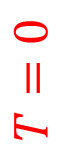 T = 0